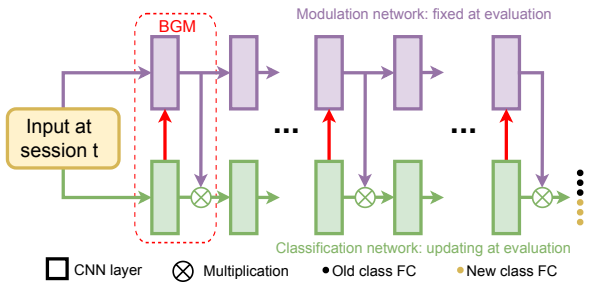 Modulation network: fixed at evaluation
BGM
Input at
session t
...
...
Classification network: updating at evaluation
CNN layer
Multiplication
Old class FC
New class FC